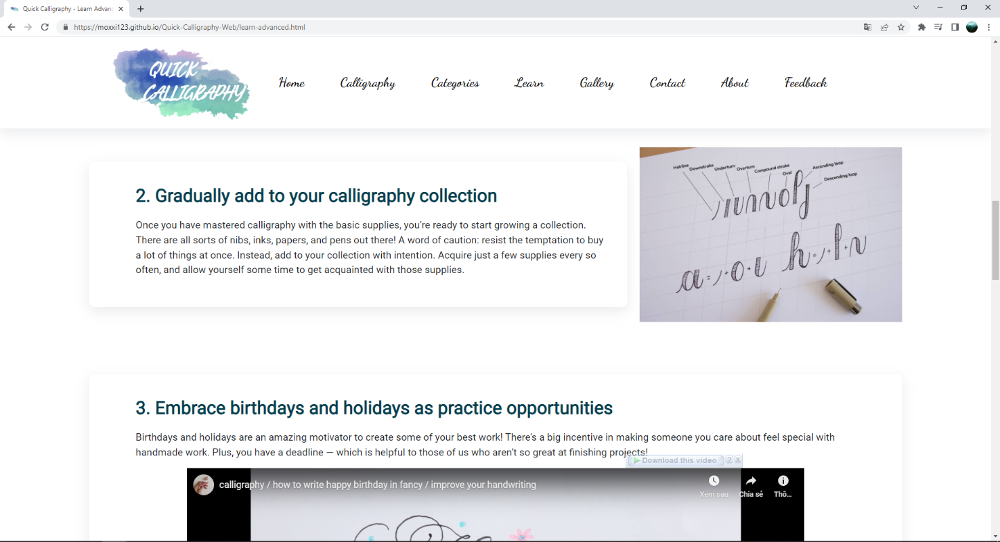 Quick Calligraphy - Learn Advanc
https://moxxi123.github.io/Quick-Calligraphy-Web/learn-advanced.html
QUICK
CALLIGRAPHY
Home Calligraphy Categories Learn Gallery Contact About Feedback
2. Gradually add to your calligraphy collection
Once you have mastered calligraphy with the basic supplies, you’re ready to start growing a collection.
There are all sorts of nibs, inks, papers, and pens out there! A word of caution: resist the temptation to buy
a lot of things at once. Instead, add to your collection with intention. Acquire just a few supplies every so
often, and allow yourself some time to get acquainted with those supplies.
Hairline Downstroke Underturn Overturn Compound stroke Oval Ascending loop
Descending loop
a = / + o + u h = / + l + n
3. Embrace birthdays and holidays as practice opportunities
Birthdays and holidays are an amazing motivator to create some of your best work! There’s a big incentive in making someone you care about feel special with
handmade work. Plus, you have a deadline — which is helpful to those of us who aren’t so great at finishing projects!
Download this video ? X
calligraphy / how to write happy birthday in fancy / improve your handwriting
Xem sau Chia sẻ Thô...